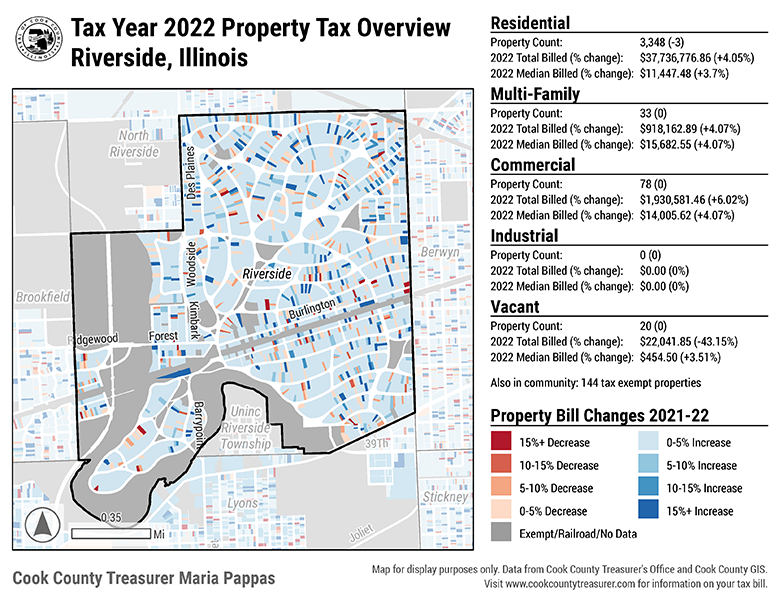 Tax Year 2022 Property Tax Overview
Riverside, Illinois
North
Riverside
Des Plaines
Woodside
Riverside
Berwyn
Brookfield
Burlington
Kimbark
Forest
Barrypoint
Uninc
Riverside
Township
39Th
Lyons
Stickney
Joliet
0.35
Mi
Cook County Treasurer Maria Pappas
Residential
Property Count: 3,348 (-3)
2022 Total Billed (% change): $37,736,776.86 (+4.05%)
2022 Median Billed (% change): $11,447.48 (+3.7%)
Multi-Family
Property Count: 33 (0)
2022 Total Billed (% change): $918,162.89 (+4.07%)
2022 Median Billed (% change): $15,682.55 (+4.07%)
Commercial
Property Count: 78 (0)
2022 Total Billed (% change): $1,930,581.46 (+6.02%)
2022 Median Billed (% change): $14,005.62 (+4.07%)
Industrial
Property Count: 0 (0)
2022 Total Billed (% change): $0.00 (0%)
2022 Median Billed (% change): $0.00 (0%)
Vacant
Property Count: 20 (0)
2022 Total Billed (% change): $22,041.85 (-43.15%)
2022 Median Billed (% change): $454.50 (+3.51%)
Also in community: 144 tax exempt properties
Property Bill Changes 2021-22
15%+ Decrease
10-15% Decrease
5-10% Decrease
0-5% Decrease
Exempt/Railroad/No Data
0-5% Increase
5-10% Increase
10-15% Increase
15%+ Increase
Map for display purposes only. Data from Cook County Treasurer's Office and Cook County GIS.
Visit www.cookcountytreasurer.com for information on your tax bill.